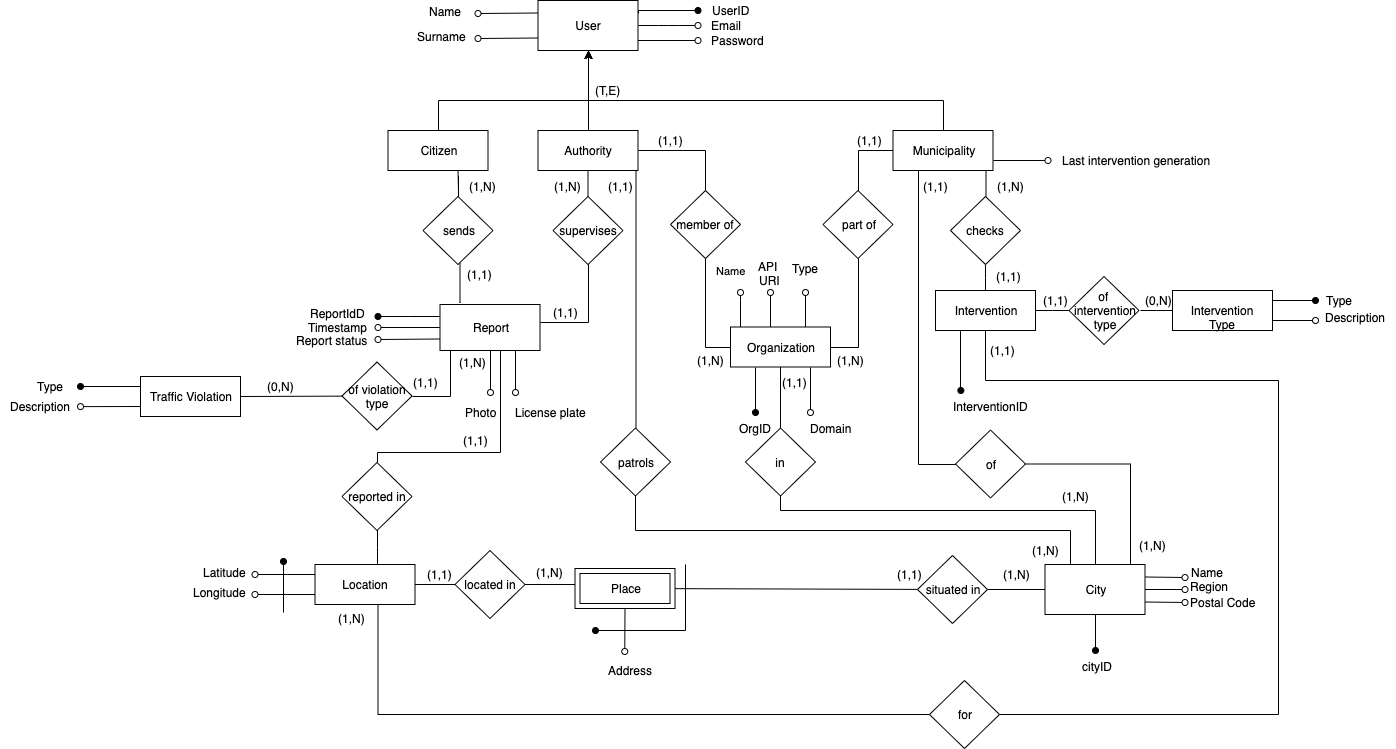 Name
User
UserID
Surname
Email
Password
(T,E)
Citizen
Authority
(1,1)
(1,1)
Municipality
Last intervention generation
(1,N)
(1,N)
(1,1)
(1,1)
(1,N)
sends
supervises
member of
part of
checks
(1,1)
Name
API
URI
Type
(1,1)
ReportIdD
Timestamp
Report status
Report
(1,1)
Intervention
(1,1)
of
intervention
type
(0,N)
Intervention
Type
Type
Description
Organization
(1,N)
(1,N)
(1,N)
(1,1)
(1,1)
Type
Description
Traffic Violation
(0,N)
of violation
type
(1,1)
Photo
License plate
OrgID
Domain
InterventionID
(1,1)
patrols
in
of
reported in
(1,N)
(1,N)
(1,N)
Latitude
Longitude
Location
(1,1)
located in
(1,N)
Place
(1,1)
situated in
(1,N)
City
Name
Region
Postal Code
(1,N)
Address
cityID
for